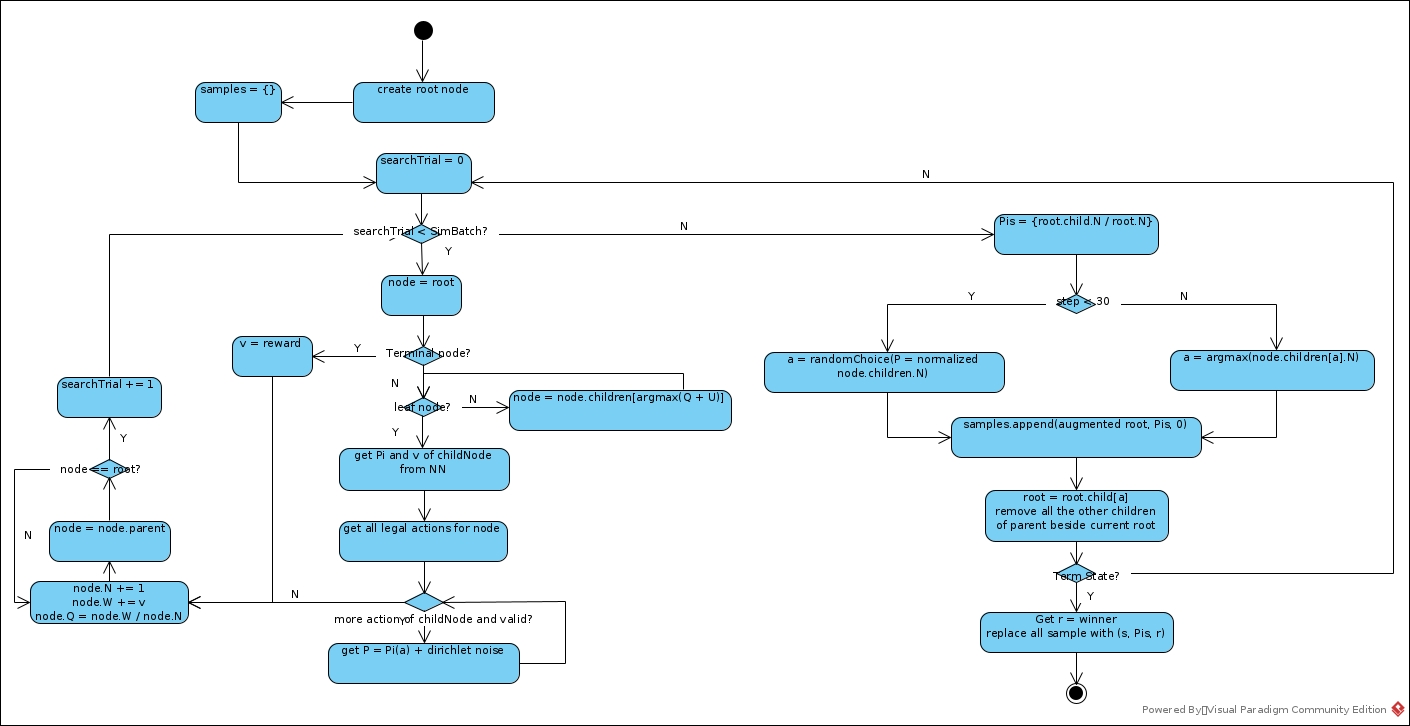 create root node
samples = {}
searchTrial = 0
N
searchTrial < SimBatch?
N
Y
Pis = {root.child.N / root.N}
node = root
step < 30
Y
N
v = reward
Y
Terminal node?
N
a = randomChoice(P = normalized
node.children.N)
a = argmax(node.children[a].N)
searchTrial += 1
leaf node?
N
node = node.children[argmax(Q + U)]
Y
samples.append(augmented root, Pis, 0)
get Pi and v of childNode
from NN
Y
node == root?
N
root = root.child[a]
remove all the other children
of parent beside current root
node = node.parent
get all legal actions for node
Term State?
Y
node.N += 1
node.W += v
node.Q = node.W / node.N
N
more action of childNode and valid?
Y
get P = Pi(a) + dirichlet noise
Get r = winner
replace all sample with (s, Pis, r)
Powered By Visual Paradigm Community Edition